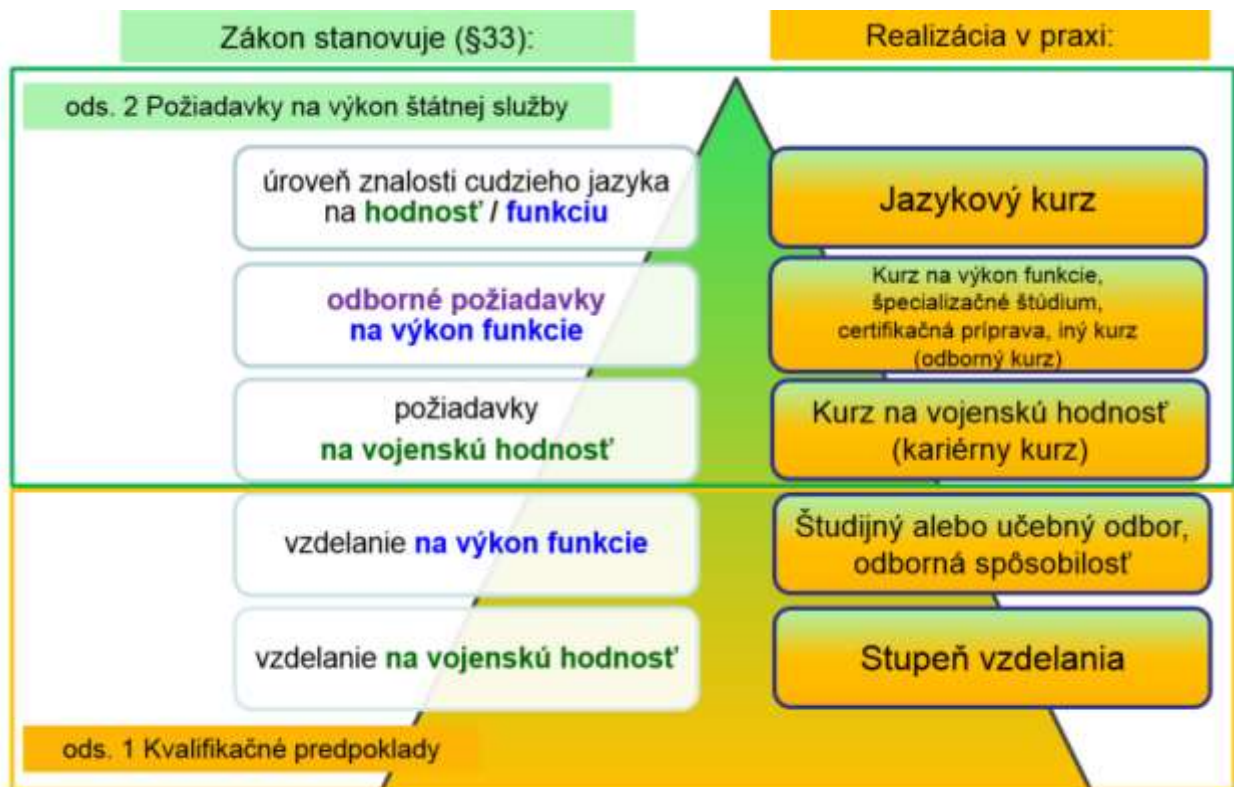 Zákon stanovuje (§33):
Realizácia v praxi:
ods. 2 Požiadavky na výkon štátnej služby
úroveň znalosti cudzieho jazyka
na hodnosť / funkciu
Jazykový kurz
odborné požiadavky
na výkon funkcie
Kurz na výkon funkcie,
špecializačné štúdium,
certifikačná príprava, iný kurz
(odborný kurz)
požiadavky
na vojenskú hodnosť
Kurz na vojenskú hodnosť
(kariérny kurz)
vzdelanie na výkon funkcie
Študijný alebo učebný odbor,
odborná spôsobilosť
vzdelanie na vojenskú hodnosť
Stupeň vzdelania
ods. 1 Kvalifikačné predpoklady